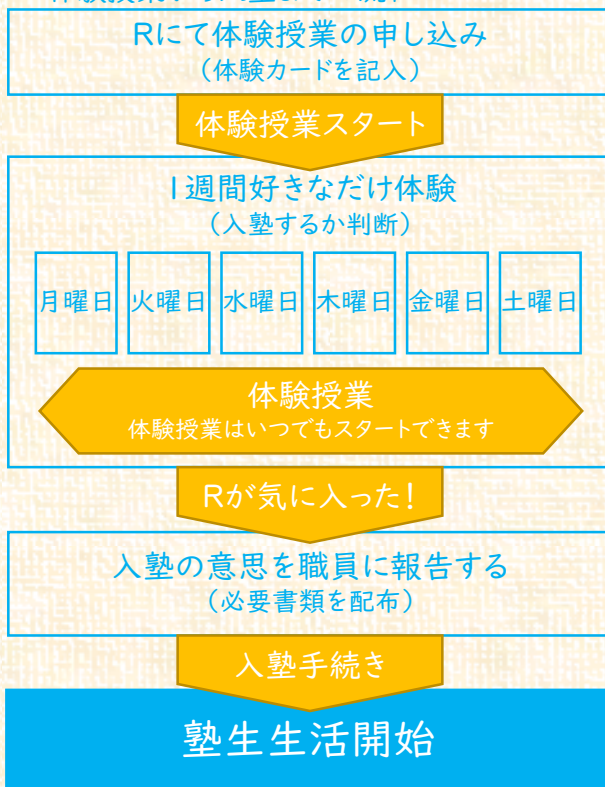 Rにて体験授業の申し込み
（体験カードを記入）
体験授業スタート
1週間好きなだけ体験
（入塾するか判断）
月曜日 火曜日 水曜日 木曜日 金曜日 土曜日
体験授業
体験授業はいつでもスタートできます
Rが気に入った！
入塾の意思を職員に報告する
（必要書類を配布）
入塾手続き
塾生生活開始